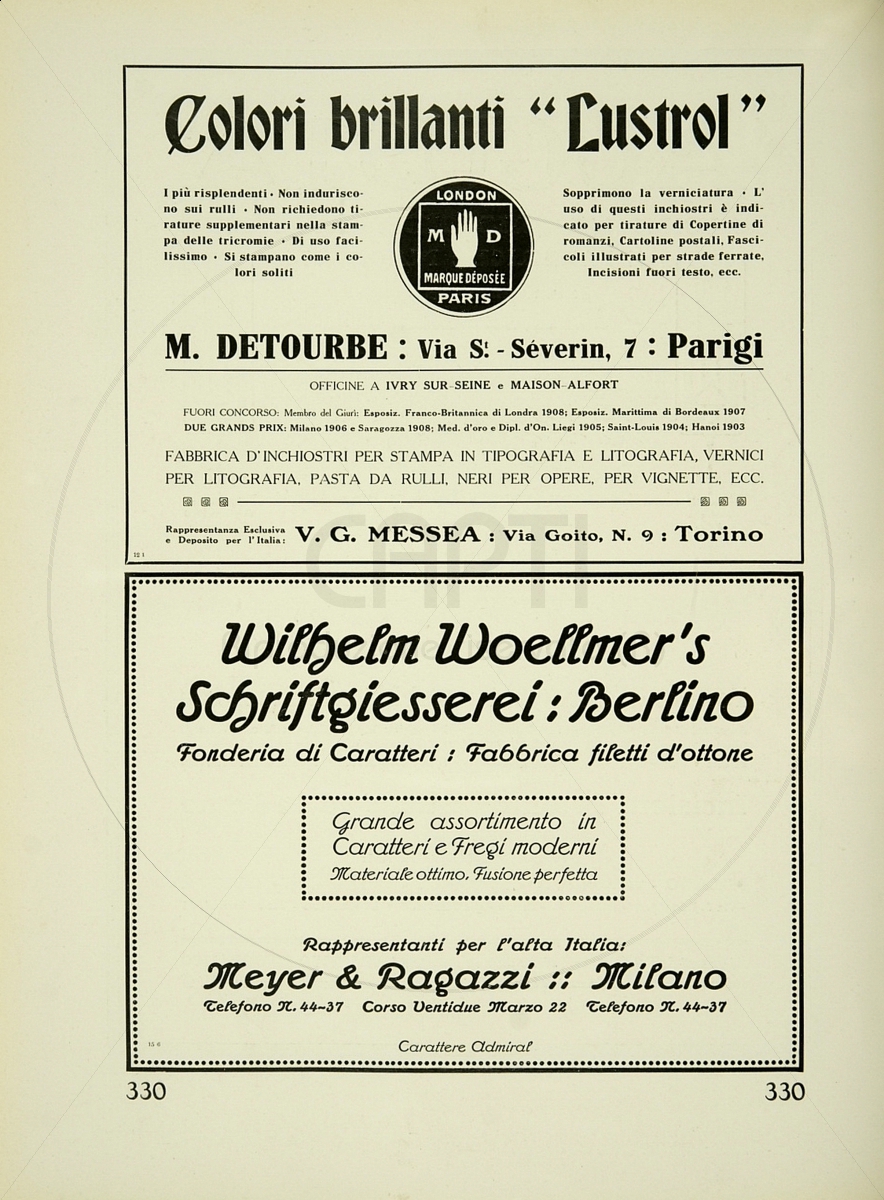 Colori brillanti “Lustrol”
I più risplendenti · Non indurisco-
no sui rulli · Non richiedono ti-
rature supplementari nella stam-
pa delle tricromie · Di uso faci-
lissimo · Si stampano come i co-
lori soliti
LONDON
M D
MARQUE DÉPOSÉE
PARIS
Sopprimono la verniciatura · L'
uso di questi inchiostri è indi-
cato per tirature di Copertine di
romanzi, Cartoline postali, Fasci-
coli illustrati per strade ferrate,
Incisioni fuori testo, ecc.
M. DETOURBE : Via St. - Séverin, 7 : Parigi
OFFICINE A IVRY SUR-SEINE e MAISON-ALFORT
FUORI CONCORSO: Membro del Giurì: Esposiz. Franco-Britannica di Londra 1908; Esposiz. Marittima di Bordeaux 1907
DUE GRANDS PRIX: Milano 1906 e Saragozza 1908; Med. d'oro e Dipl. d'On. Liegi 1905; Saint-Louis 1904; Hanoi 1903
FABBRICA D'INCHIOSTRI PER STAMPA IN TIPOGRAFIA E LITOGRAFIA, VERNICI
PER LITOGRAFIA, PASTA DA RULLI, NERI PER OPERE, PER VIGNETTE, ECC.
Rappresentanza Esclusiva
e Deposito per l'Italia:
V. G. MESSEA : Via Goito, N. 9 : Torino
12 1
CAPTI
Wilhelm Woellmer's
Schriftgiesserei : Berlino
Fonderia di Caratteri : Fabbrica filetti d'ottone
Grande assortimento in
Caratteri e Fregi moderni
Materiale ottimo. Fusione perfetta
Rappresentanti per l'alta Italia:
Meyer & Ragazzi :: Milano
Telefono N. 44-37 Corso Ventidue Marzo 22 Telefono N. 44-37
15 6
Carattere Admiral
330 330